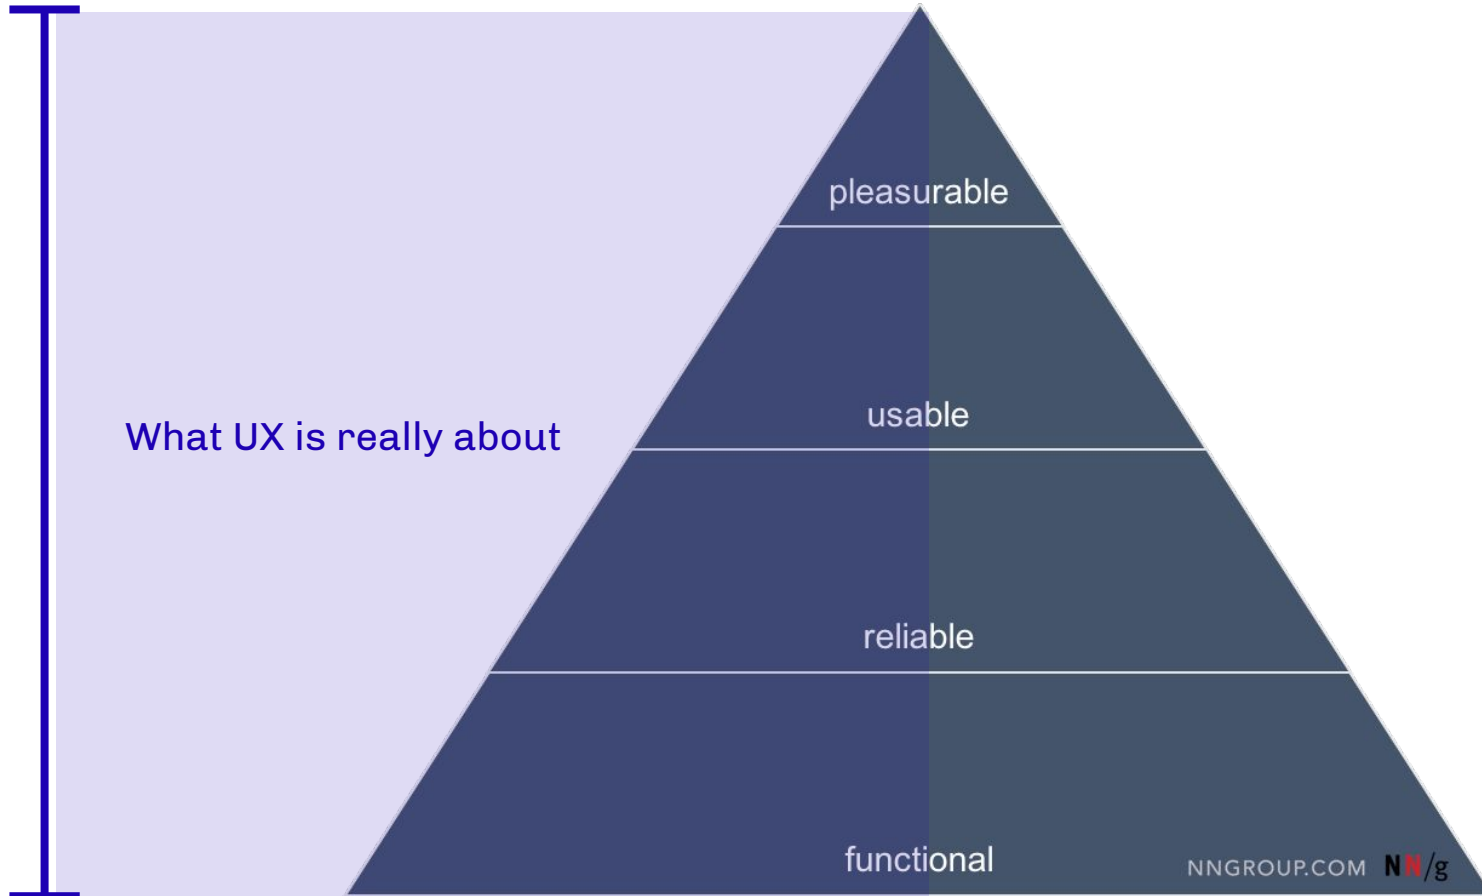 pleasurable
usable
What UX is really about
reliable
functional
NNGROUP.COM NN/g